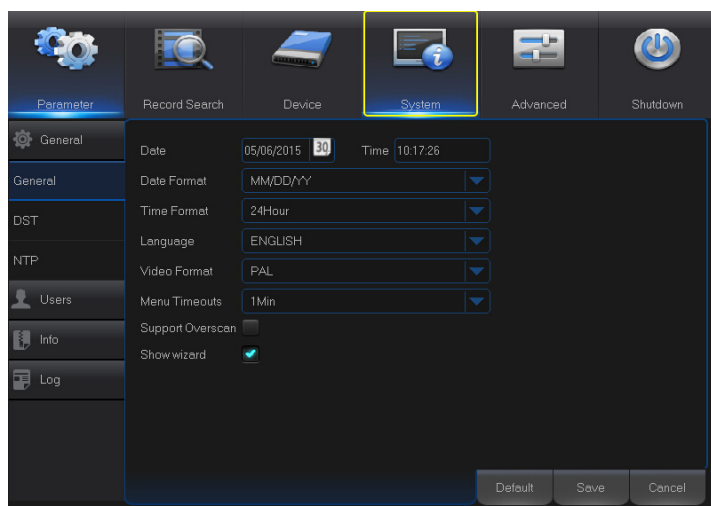 Parameter Record Search Device System Advanced Shutdown
General
General
DST
NTP
Users
Info
Log
Date 05/06/2015 30 Time 10:17:26
Date Format MM/DD/YY
Time Format 24Hour
Language ENGLISH
Video Format PAL
Menu Timeouts 1Min
Support Overscan
Show wizard
Default Save Cancel